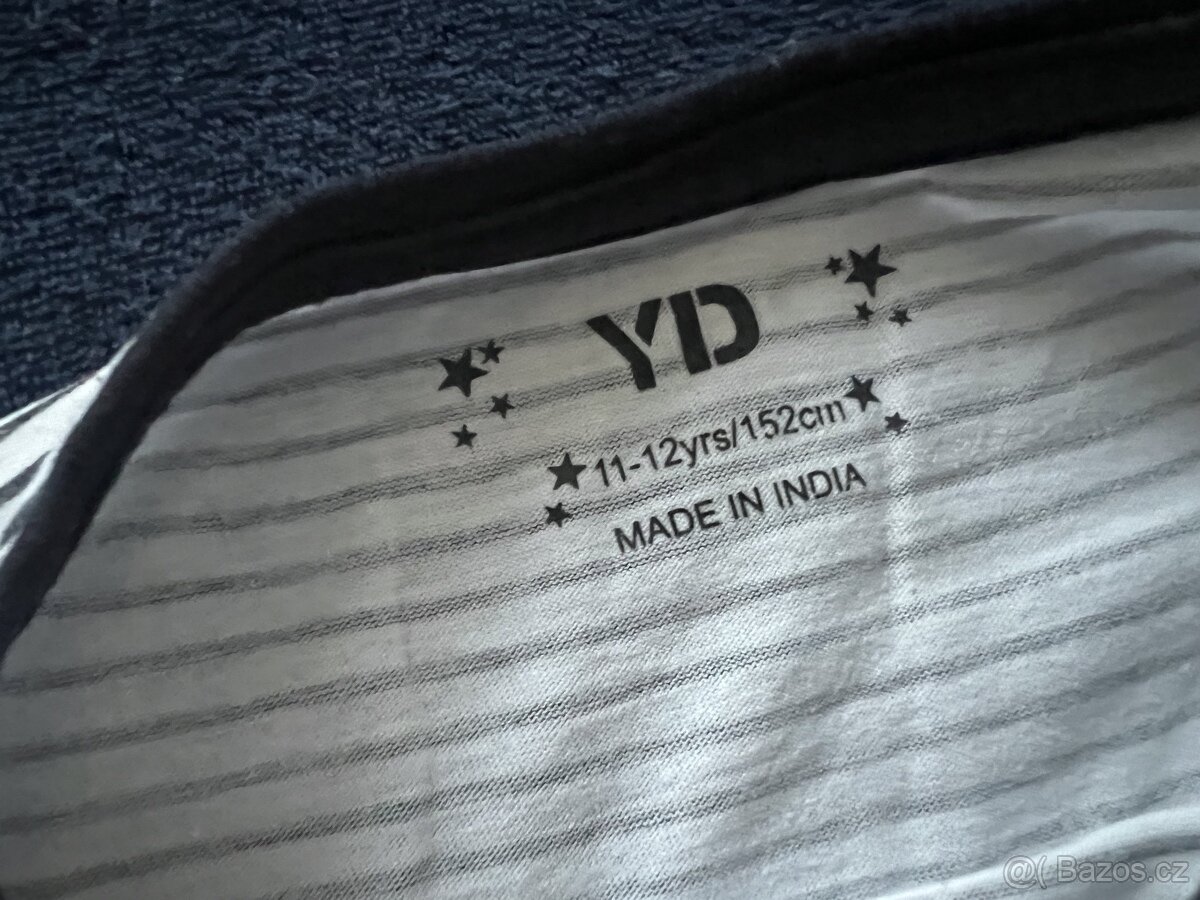 YD
11-12yrs/152cm
MADE IN INDIA
@( Bazos.cz